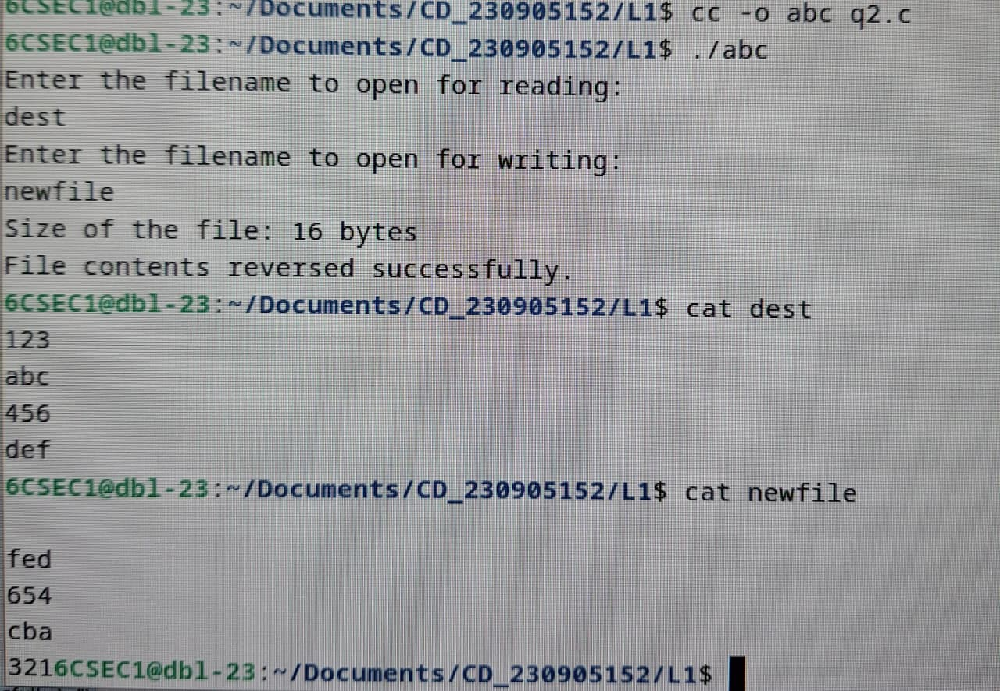 6CSEC1@dbl-23:~/Documents/CD_230905152/L1$ cc -o abc q2.c
6CSEC1@dbl-23:~/Documents/CD_230905152/L1$ ./abc
Enter the filename to open for reading:
dest
Enter the filename to open for writing:
newfile
Size of the file: 16 bytes
File contents reversed successfully.
6CSEC1@dbl-23:~/Documents/CD_230905152/L1$ cat dest
123
abc
456
def
6CSEC1@dbl-23:~/Documents/CD_230905152/L1$ cat newfile

fed
654
cba
3216CSEC1@dbl-23:~/Documents/CD_230905152/L1$